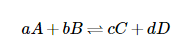 aA + bB ⇌ cC + dD